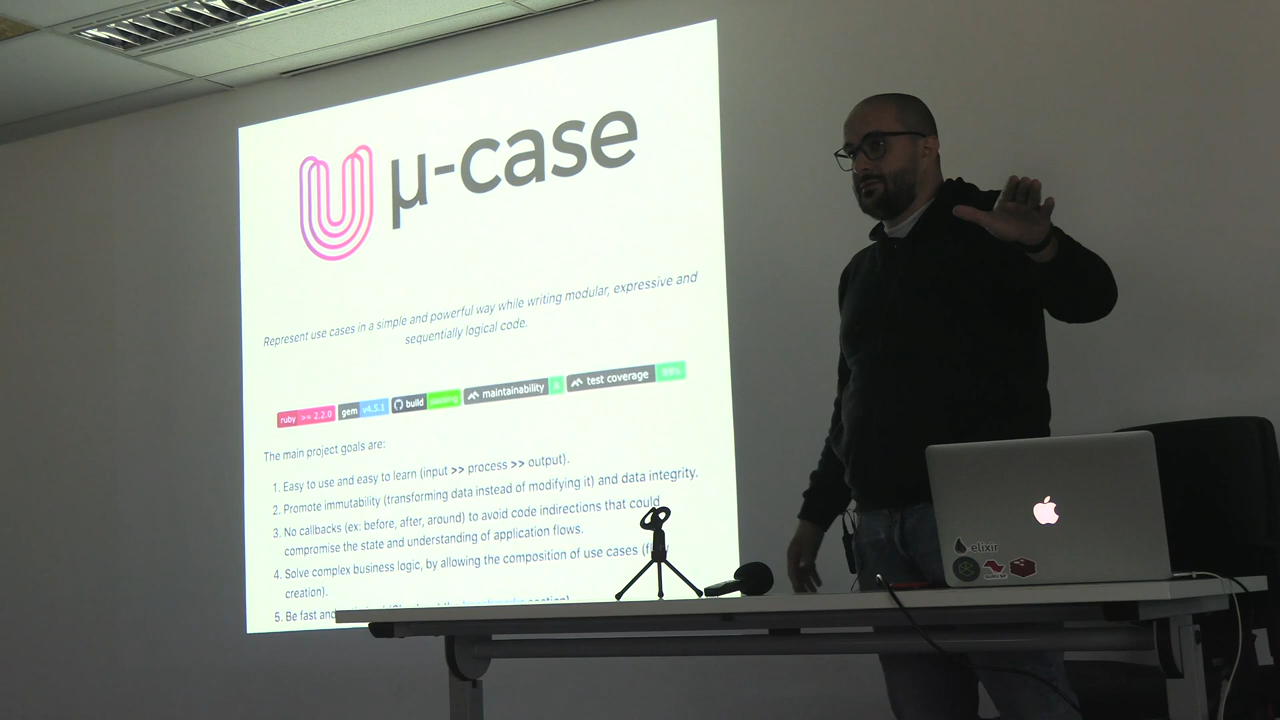 μ-case
Represent use cases in a simple and powerful way while writing modular, expressive and
sequentially logical code.
ruby >= 2.2.0 gem v4.5.1 build passing maintainability A test coverage 99%
The main project goals are:
1. Easy to use and easy to learn (input >> process >> output).
2. Promote immutability (transforming data instead of modifying it) and data integrity.
3. No callbacks (ex: before, after, around) to avoid code indirections that could
compromise the state and understanding of application flows.
4. Solve complex business logic, by allowing the composition of use cases
creation).
5. Be fast and
elixir